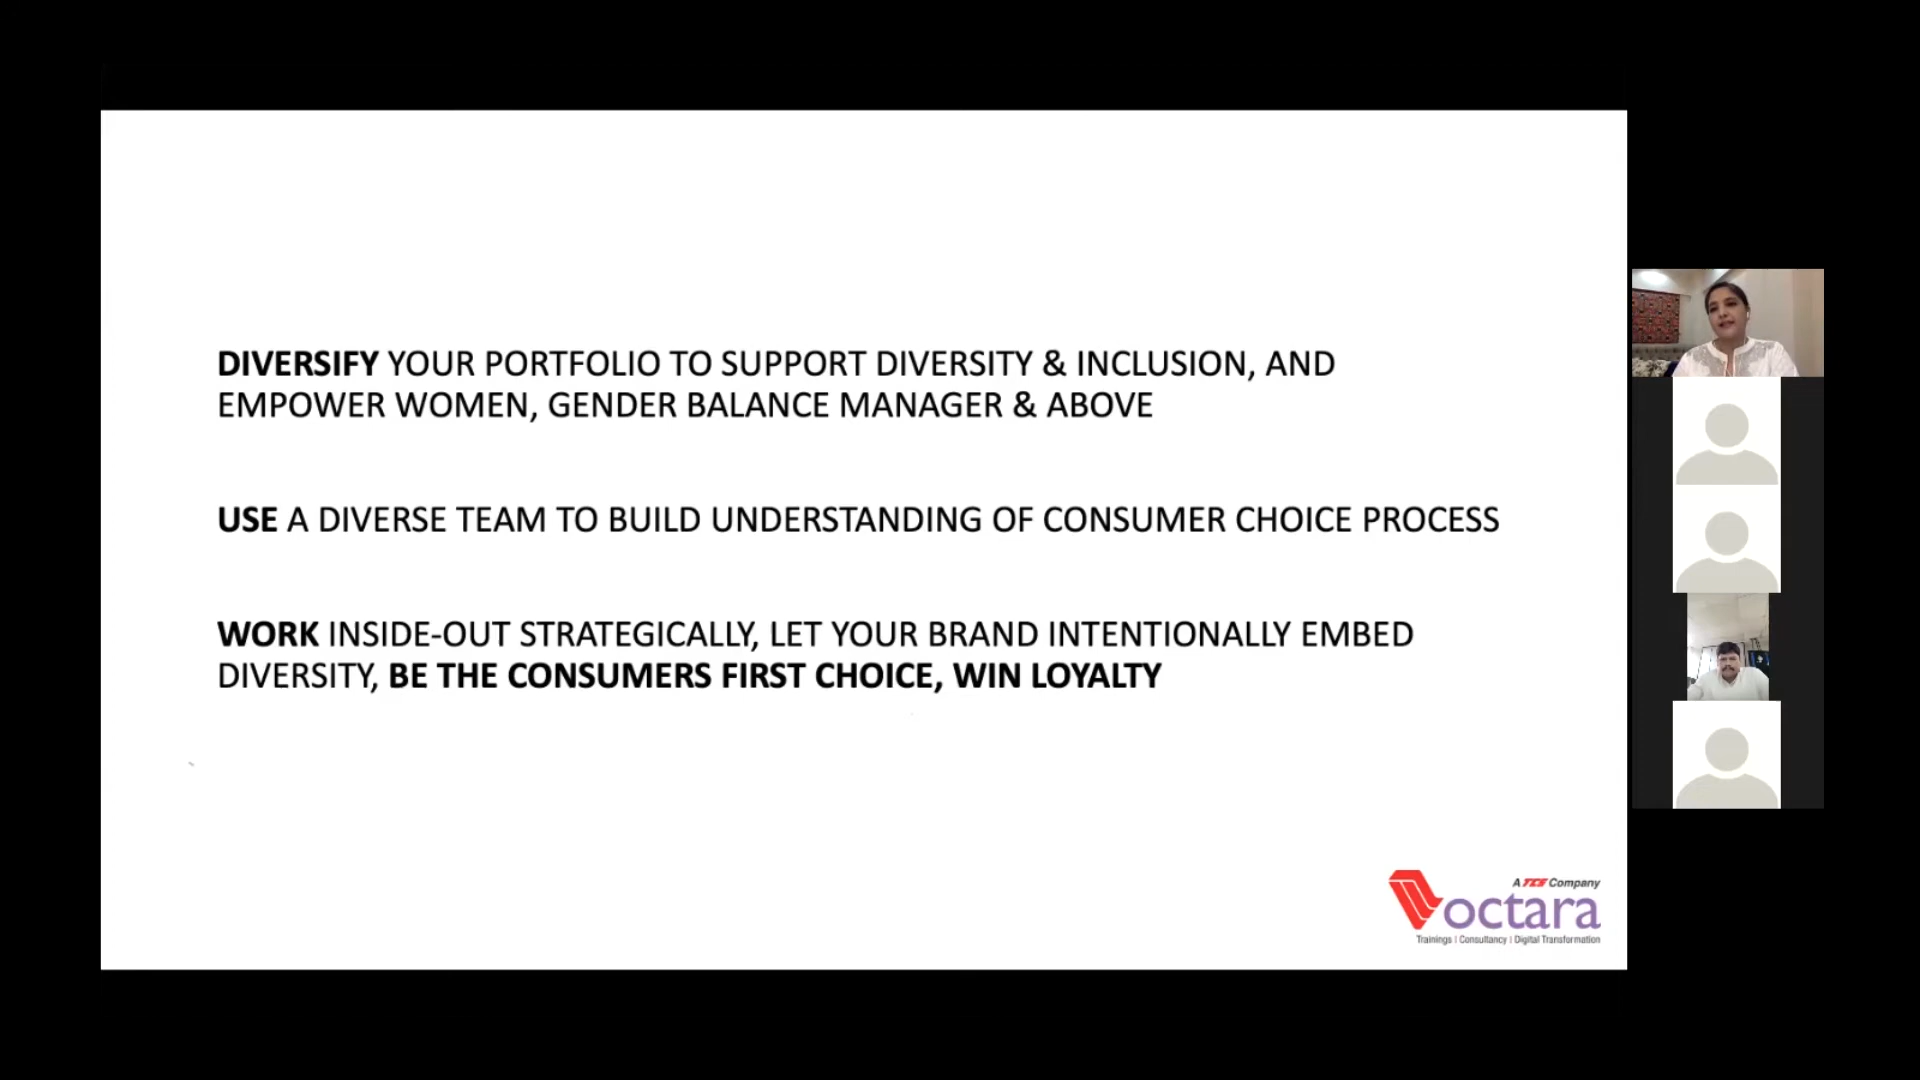 DIVERSIFY YOUR PORTFOLIO TO SUPPORT DIVERSITY & INCLUSION, AND
EMPOWER WOMEN, GENDER BALANCE MANAGER & ABOVE
USE A DIVERSE TEAM TO BUILD UNDERSTANDING OF CONSUMER CHOICE PROCESS
WORK INSIDE-OUT STRATEGICALLY, LET YOUR BRAND INTENTIONALLY EMBED
DIVERSITY, BE THE CONSUMERS FIRST CHOICE, WIN LOYALTY
A TCS Company
octara
Trainings | Consultancy | Digital Transformation